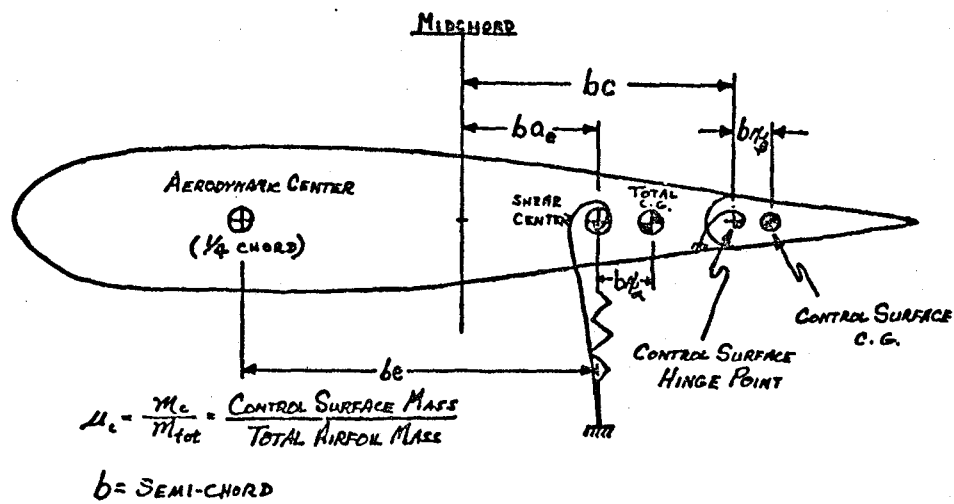 MIDCHORD
bc
ba_e
bx_β
AERODYNAMIC CENTER
(1/4 CHORD)
SHEAR CENTER
TOTAL C.G.
bx_α
CONTROL SURFACE C.G.
CONTROL SURFACE HINGE POINT
be
μ_c = m_c / m_tot = CONTROL SURFACE MASS / TOTAL AIRFOIL MASS
b = SEMI-CHORD